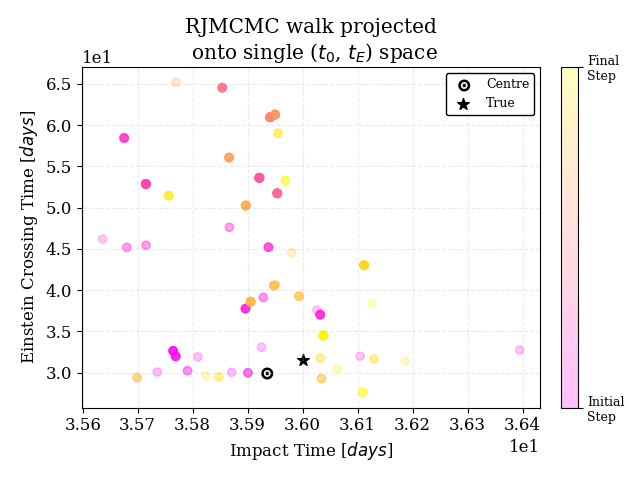 RJMCMC walk projected
onto single (t₀, t_E) space
1e1
6.5
6.0
5.5
5.0
4.5
4.0
3.5
3.0
Einstein Crossing Time [days]
3.56 3.57 3.58 3.59 3.60 3.61 3.62 3.63 3.64
1e1
Impact Time [days]
Centre
True
Final
Step
Initial
Step